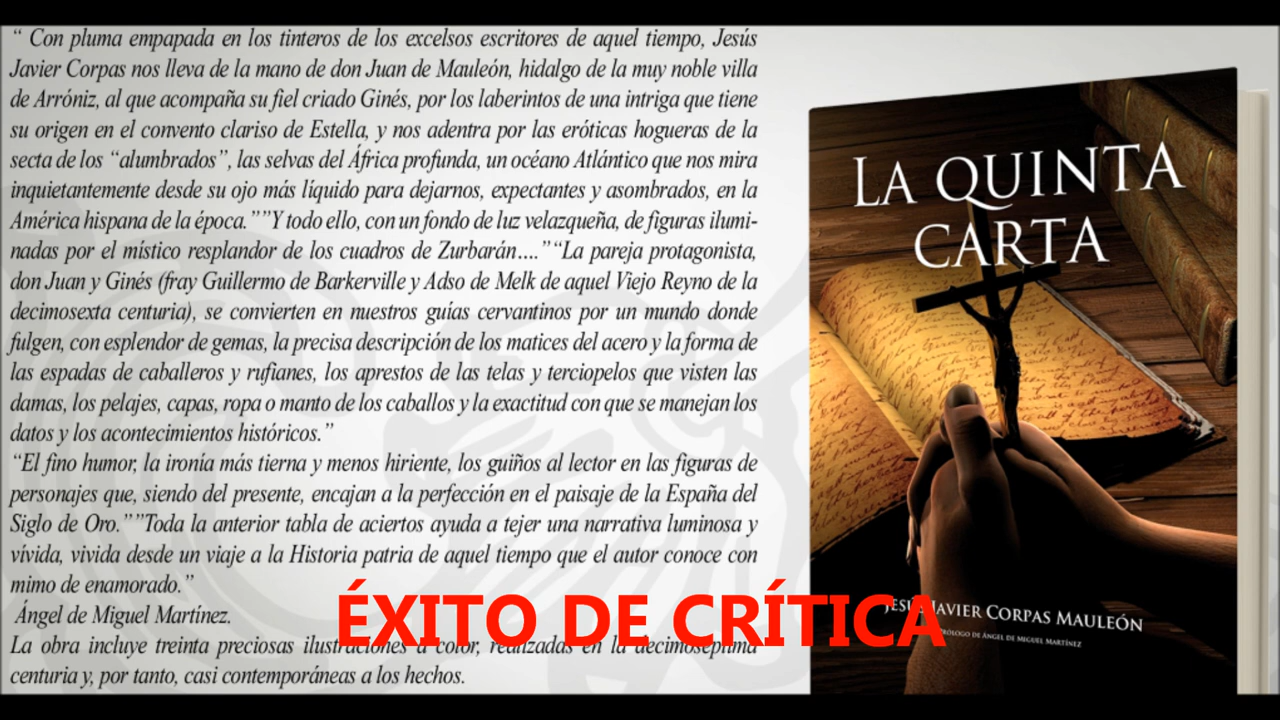 “ Con pluma empapada en los tinteros de los excelsos escritores de aquel tiempo, Jesús
Javier Corpas nos lleva de la mano de don Juan de Mauleón, hidalgo de la muy noble villa
de Arróniz, al que acompaña su fiel criado Ginés, por los laberintos de una intriga que tiene
su origen en el convento clariso de Estella, y nos adentra por las eróticas hogueras de la
secta de los “alumbrados”, las selvas del África profunda, un océano Atlántico que nos mira
inquietantemente desde su ojo más líquido para dejarnos, expectantes y asombrados, en la
América hispana de la época.””Y todo ello, con un fondo de luz velazqueña, de figuras ilumi-
nadas por el místico resplandor de los cuadros de Zurbarán....”“La pareja protagonista,
don Juan y Ginés (fray Guillermo de Barkerville y Adso de Melk de aquel Viejo Reyno de la
decimosexta centuria), se convierten en nuestros guías cervantinos por un mundo donde
fulgen, con esplendor de gemas, la precisa descripción de los matices del acero y la forma de
las espadas de caballeros y rufianes, los aprestos de las telas y terciopelos que visten las
damas, los pelajes, capas, ropa o manto de los caballos y la exactitud con que se manejan los
datos y los acontecimientos históricos.”
“El fino humor, la ironía más tierna y menos hiriente, los guiños al lector en las figuras de
personajes que, siendo del presente, encajan a la perfección en el paisaje de la España del
Siglo de Oro.””Toda la anterior tabla de aciertos ayuda a tejer una narrativa luminosa y
vívida, vivida desde un viaje a la Historia patria de aquel tiempo que el autor conoce con
mimo de enamorado.”
Ángel de Miguel Martínez.
La obra incluye treinta preciosas ilustraciones a color, realizadas en la decimoséptima
centuria y, por tanto, casi contemporáneas a los hechos.
ÉXITO DE CRÍTICA
LA QUINTA
CARTA
JESÚS JAVIER CORPAS MAULEÓN
PRÓLOGO DE ÁNGEL DE MIGUEL MARTÍNEZ